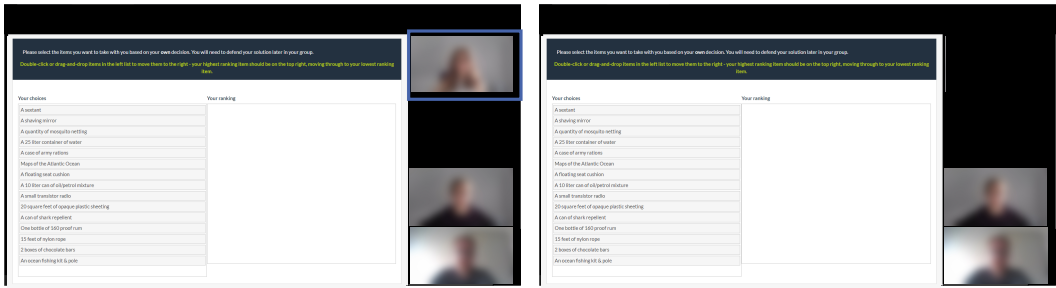 Please select the items you want to take with you based on your own decision. You will need to defend your solution later in your group.
Double-click or drag-and-drop items in the left list to move them to the right - your highest ranking item should be on the top right, moving through to your lowest ranking
item.
Your choices
Your ranking
A sextant
A shaving mirror
A quantity of mosquito netting
A 25 liter container of water
A case of army rations
Maps of the Atlantic Ocean
A floating seat cushion
A 10 liter can of oil/petrol mixture
A small transistor radio
20 square feet of opaque plastic sheeting
A can of shark repellent
One bottle of 160 proof rum
15 feet of nylon rope
2 boxes of chocolate bars
An ocean fishing kit & pole
Please select the items you want to take with you based on your own decision. You will need to defend your solution later in your group.
Double-click or drag-and-drop items in the left list to move them to the right - your highest ranking item should be on the top right, moving through to your lowest ranking
item.
Your choices
Your ranking
A sextant
A shaving mirror
A quantity of mosquito netting
A 25 liter container of water
A case of army rations
Maps of the Atlantic Ocean
A floating seat cushion
A 10 liter can of oil/petrol mixture
A small transistor radio
20 square feet of opaque plastic sheeting
A can of shark repellent
One bottle of 160 proof rum
15 feet of nylon rope
2 boxes of chocolate bars
An ocean fishing kit & pole